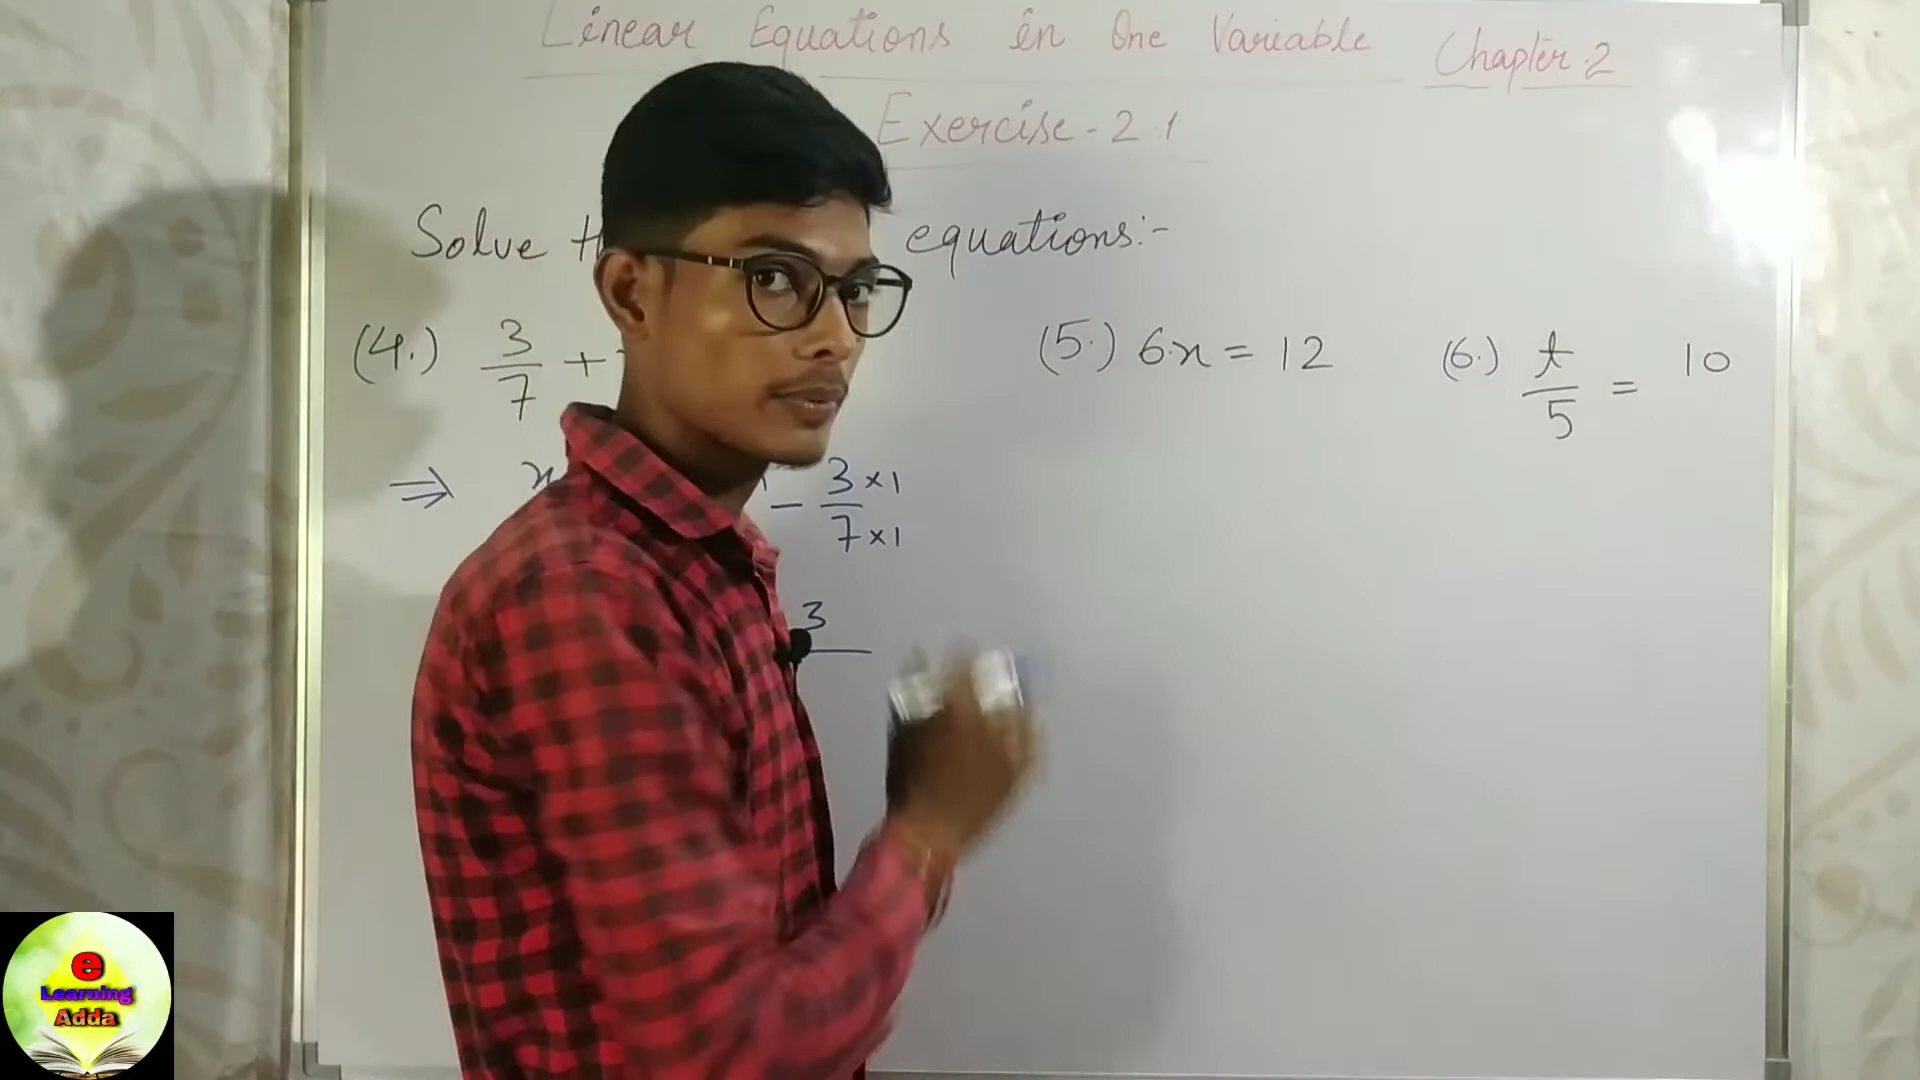 Linear Equations in One Variable Chapter-2
Exercise-2.1
Solve equations:-
(4.) 3/7 +
(5.) 6x = 12
(6.) t/5 = 10
⇒ x - 3×1/7×1
3
e
Learning
Adda